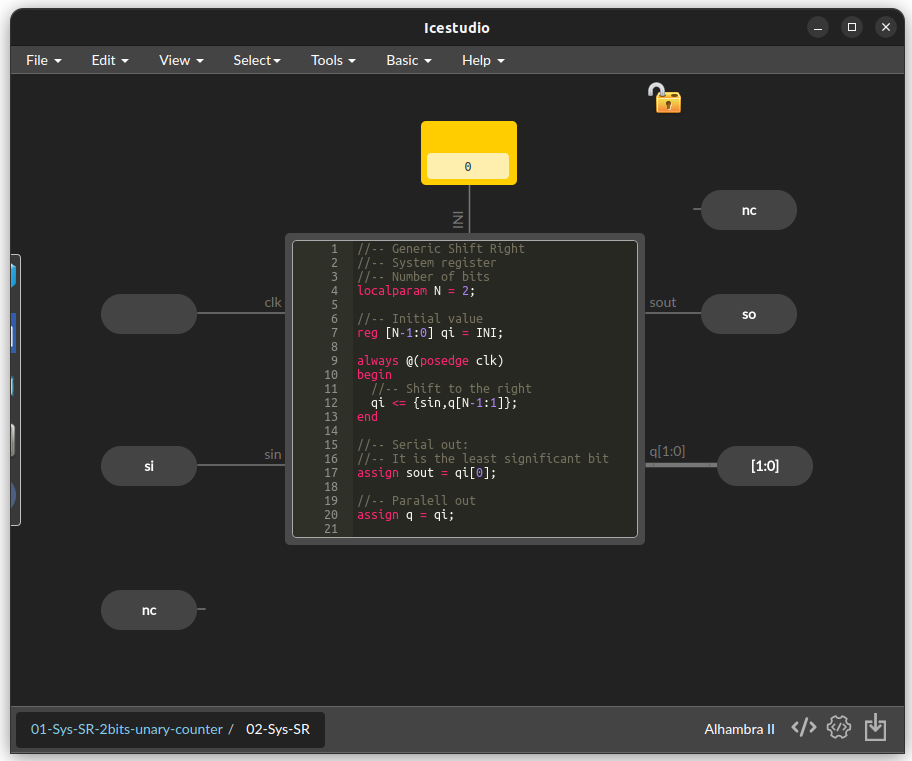 Icestudio
File Edit View Select Tools Basic Help
0
INI
nc
clk
sout
so
si
sin
q[1:0]
[1:0]
nc
1 //-- Generic Shift Right
2 //-- System register
3 //-- Number of bits
4 localparam N = 2;
5
6 //-- Initial value
7 reg [N-1:0] qi = INI;
8
9 always @(posedge clk)
10 begin
11 //-- Shift to the right
12 qi <= {sin,q[N-1:1]};
13 end
14
15 //-- Serial out:
16 //-- It is the least significant bit
17 assign sout = qi[0];
18
19 //-- Paralell out
20 assign q = qi;
21
01-Sys-SR-2bits-unary-counter / 02-Sys-SR
Alhambra II